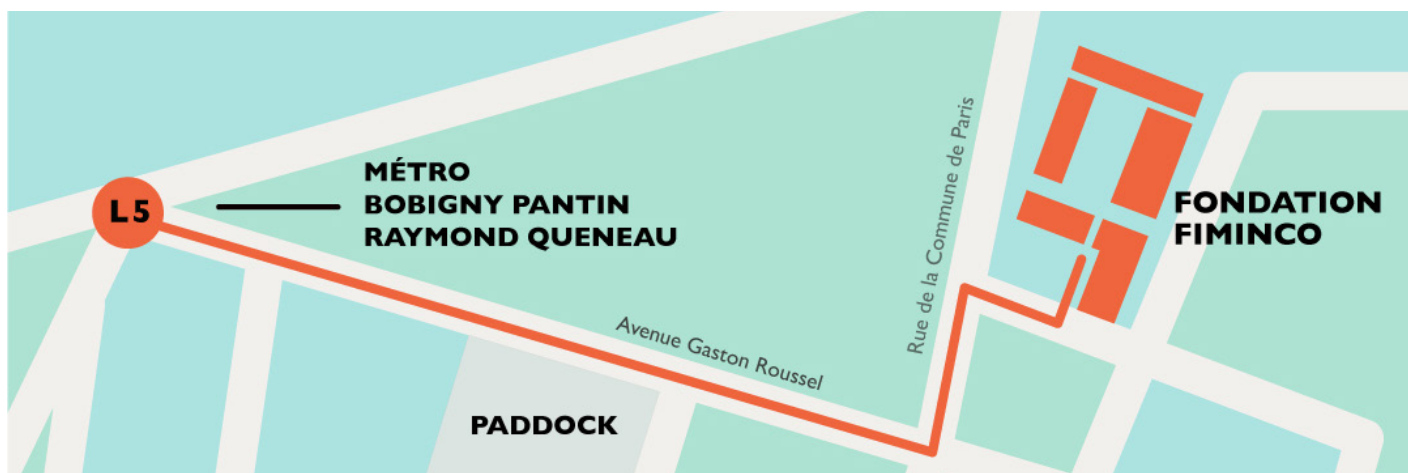 L5
MÉTRO
BOBIGNY PANTIN
RAYMOND QUENEAU
Avenue Gaston Roussel
PADDOCK
Rue de la Commune de Paris
FONDATION
FIMINCO